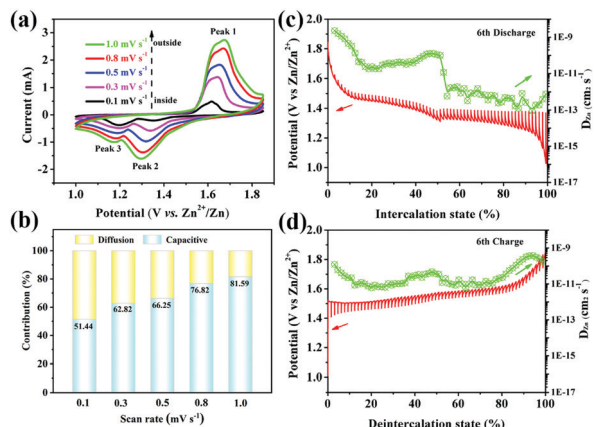 a)
1.0 mV s⁻¹
0.8 mV s⁻¹
0.5 mV s⁻¹
0.3 mV s⁻¹
0.1 mV s⁻¹
outside
inside
Peak 1
Peak 3
Peak 2
3
2
1
0
-1
-2
Current (mA)
1.0 1.2 1.4 1.6 1.8
Potential (V vs. Zn²⁺/Zn)
b)
Diffusion Capacitive
100
80
60
40
20
0
Contribution (%)
51.44
62.82
66.25
76.82
81.59
0.1 0.3 0.5 0.8 1.0
Scan rate (mV s⁻¹)
c)
6th Discharge
2.0
1.8
1.6
1.4
1.2
1.0
Potential (V vs Zn/Zn²⁺)
1E-9
1E-11
1E-13
1E-15
1E-17
D_Zn (cm₂ s⁻¹)
0 20 40 60 80 100
Intercalation state (%)
d)
6th Charge
2.0
1.8
1.6
1.4
1.2
1.0
Potential (V vs Zn/Zn²⁺)
1E-7
1E-9
1E-11
1E-13
1E-15
1E-17
D_Zn (cm₂ s⁻¹)
0 20 40 60 80 100
Deintercalation state (%)